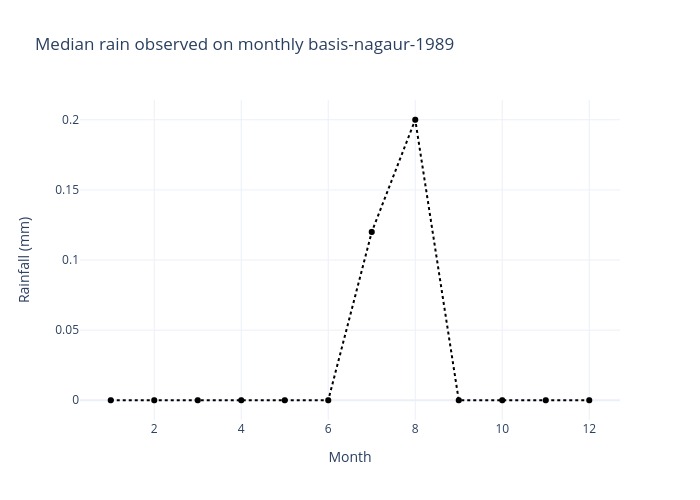 Median rain observed on monthly basis-nagaur-1989
0.2
0.15
0.1
0.05
0
Rainfall (mm)
2 4 6 8 10 12
Month